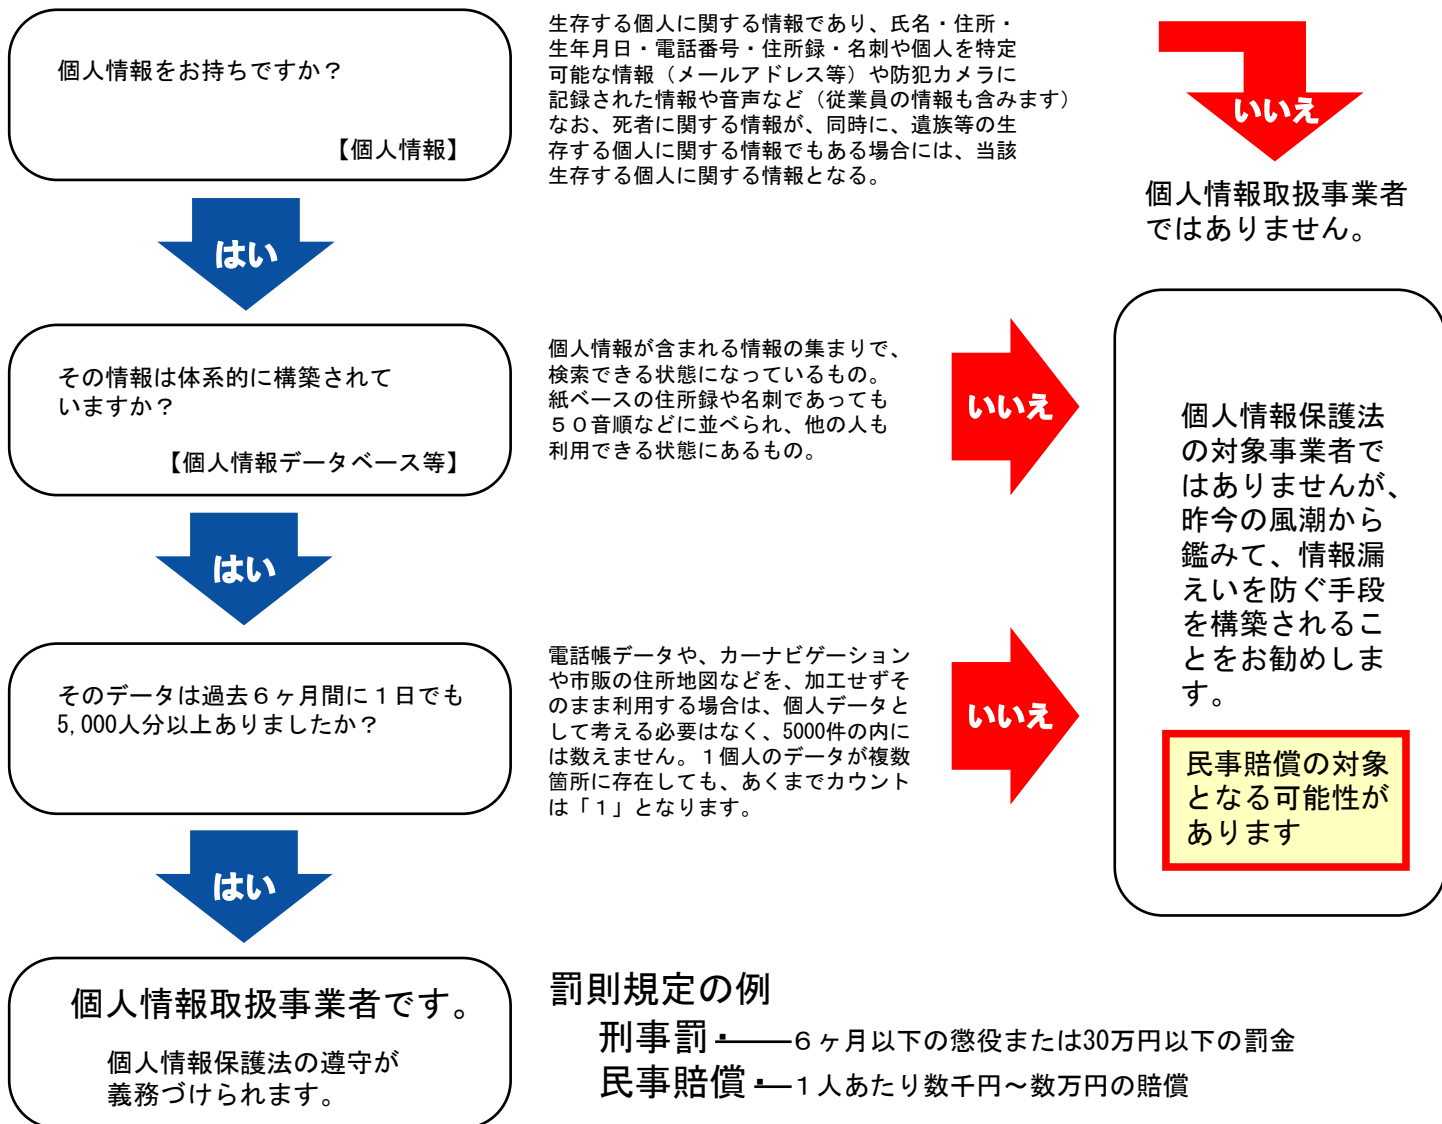 個人情報をお持ちですか？
【個人情報】
生存する個人に関する情報であり、氏名・住所・
生年月日・電話番号・住所録・名刺や個人を特定
可能な情報（メールアドレス等）や防犯カメラに
記録された情報や音声など（従業員の情報も含みます）
なお、死者に関する情報が、同時に、遺族等の生
存する個人に関する情報でもある場合には、当該
生存する個人に関する情報となる。
いいえ
個人情報取扱事業者
ではありません。
はい
その情報は体系的に構築されて
いますか？
【個人情報データベース等】
個人情報が含まれる情報の集まりで、
検索できる状態になっているもの。
紙ベースの住所録や名刺であっても
５０音順などに並べられ、他の人も
利用できる状態にあるもの。
いいえ
個人情報保護法
の対象事業者で
はありませんが、
昨今の風潮から
鑑みて、情報漏
えいを防ぐ手段
を構築されるこ
とをお勧めしま
す。
民事賠償の対象
となる可能性が
あります
はい
そのデータは過去６ヶ月間に１日でも
5,000人分以上ありましたか？
電話帳データや、カーナビゲーション
や市販の住所地図などを、加工せずそ
のまま利用する場合は、個人データと
して考える必要はなく、5000件の内に
は数えません。１個人のデータが複数
箇所に存在しても、あくまでカウント
は「１」となります。
いいえ
はい
個人情報取扱事業者です。
個人情報保護法の遵守が
義務づけられます。
罰則規定の例
刑事罰・――６ヶ月以下の懲役または30万円以下の罰金
民事賠償・―１人あたり数千円～数万円の賠償